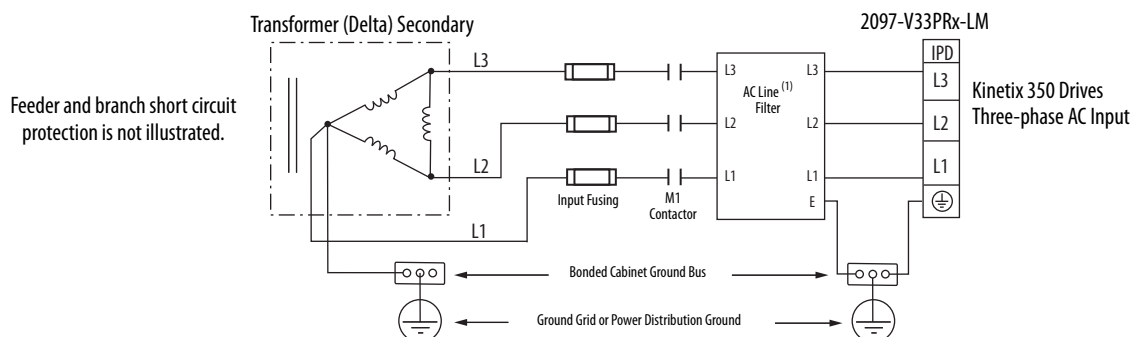 Transformer (Delta) Secondary
2097-V33PRx-LM
Feeder and branch short circuit
protection is not illustrated.
L3
L2
L1
Input Fusing
M1
Contactor
L3
L2
L1
AC Line (1)
Filter
L3
L2
L1
E
IPD
L3
L2
L1
Kinetix 350 Drives
Three-phase AC Input
Bonded Cabinet Ground Bus
Ground Grid or Power Distribution Ground